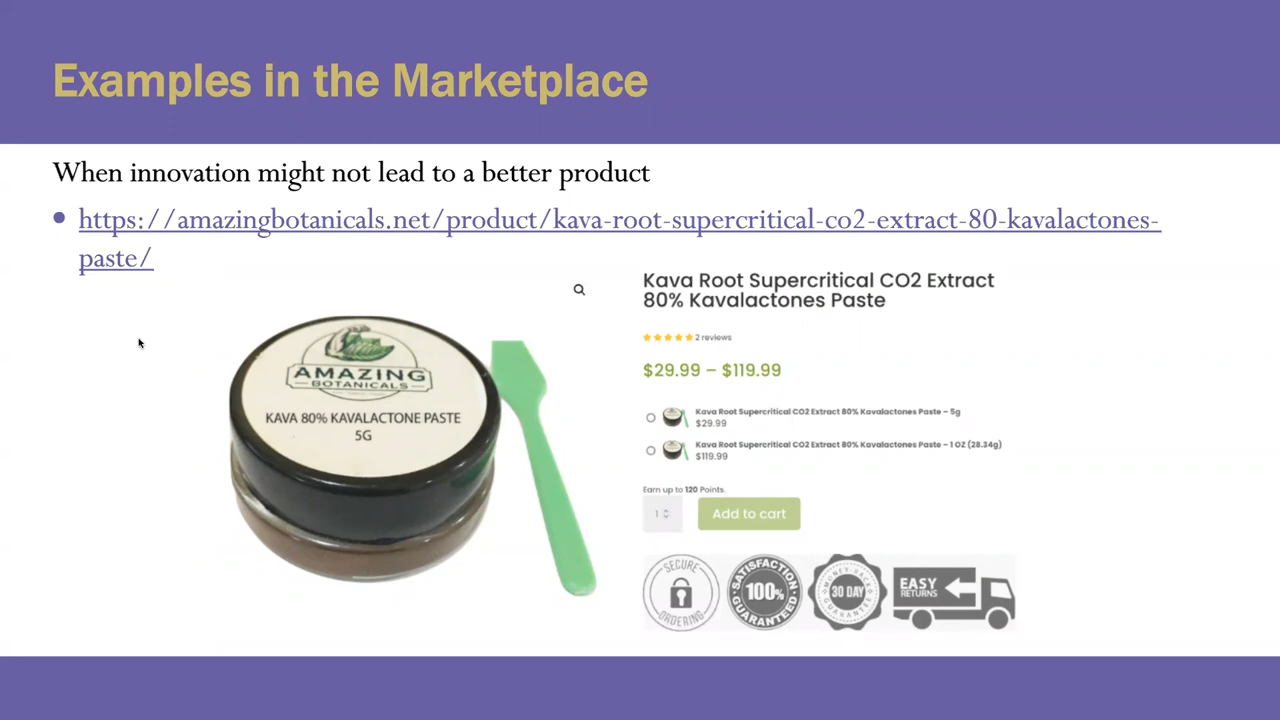 Examples in the Marketplace
When innovation might not lead to a better product
https://amazingbotanicals.net/product/kava-root-supercritical-co2-extract-80-kavalactones-
paste/
AMAZING
BOTANICALS
KAVA 80% KAVALACTONE PASTE
5G
Kava Root Supercritical CO2 Extract
80% Kavalactones Paste
2 reviews
$29.99 – $119.99
Kava Root Supercritical CO2 Extract 80% Kavalactones Paste – 5g
$29.99
Kava Root Supercritical CO2 Extract 80% Kavalactones Paste – 1 OZ (28.34g)
$119.99
Earn up to 120 Points.
1
Add to cart
SECURE
ORDERING
SATISFACTION
100%
GUARANTEED
MONEY-BACK
30 DAY
GUARANTEE
EASY
RETURNS